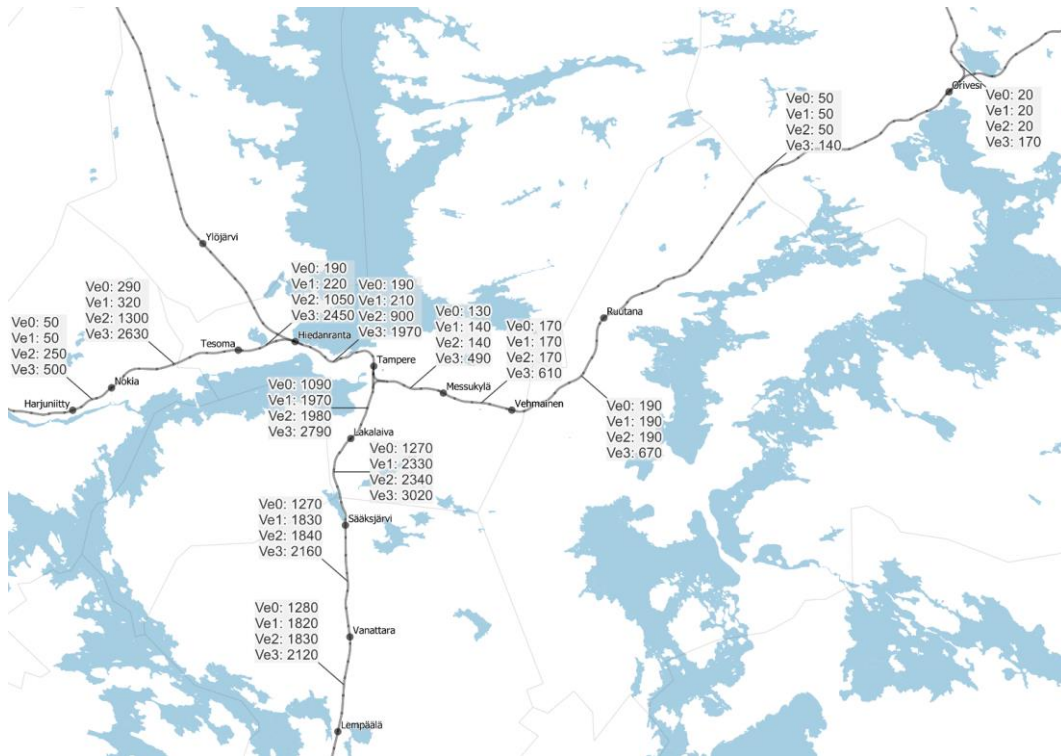 Orivesi
Ve0: 20
Ve1: 20
Ve2: 20
Ve3: 170
Ve0: 50
Ve1: 50
Ve2: 50
Ve3: 140
Ylöjärvi
Ve0: 190
Ve1: 220
Ve2: 1050
Ve3: 2450
Ve0: 190
Ve1: 210
Ve2: 900
Ve3: 1970
Ve0: 290
Ve1: 320
Ve2: 1300
Ve3: 2630
Ve0: 130
Ve1: 140
Ve2: 140
Ve3: 490
Ve0: 170
Ve1: 170
Ve2: 170
Ve3: 610
Ruutana
Ve0: 50
Ve1: 50
Ve2: 250
Ve3: 500
Tesoma
Hiedanranta
Tampere
Nokia
Harjuniitty
Messukylä
Vehmainen
Ve0: 1090
Ve1: 1970
Ve2: 1980
Ve3: 2790
Ve0: 190
Ve1: 190
Ve2: 190
Ve3: 670
Lakalaiva
Ve0: 1270
Ve1: 2330
Ve2: 2340
Ve3: 3020
Ve0: 1270
Ve1: 1830
Ve2: 1840
Ve3: 2160
Sääksjärvi
Ve0: 1280
Ve1: 1820
Ve2: 1830
Ve3: 2120
Vanattara
Lempäälä